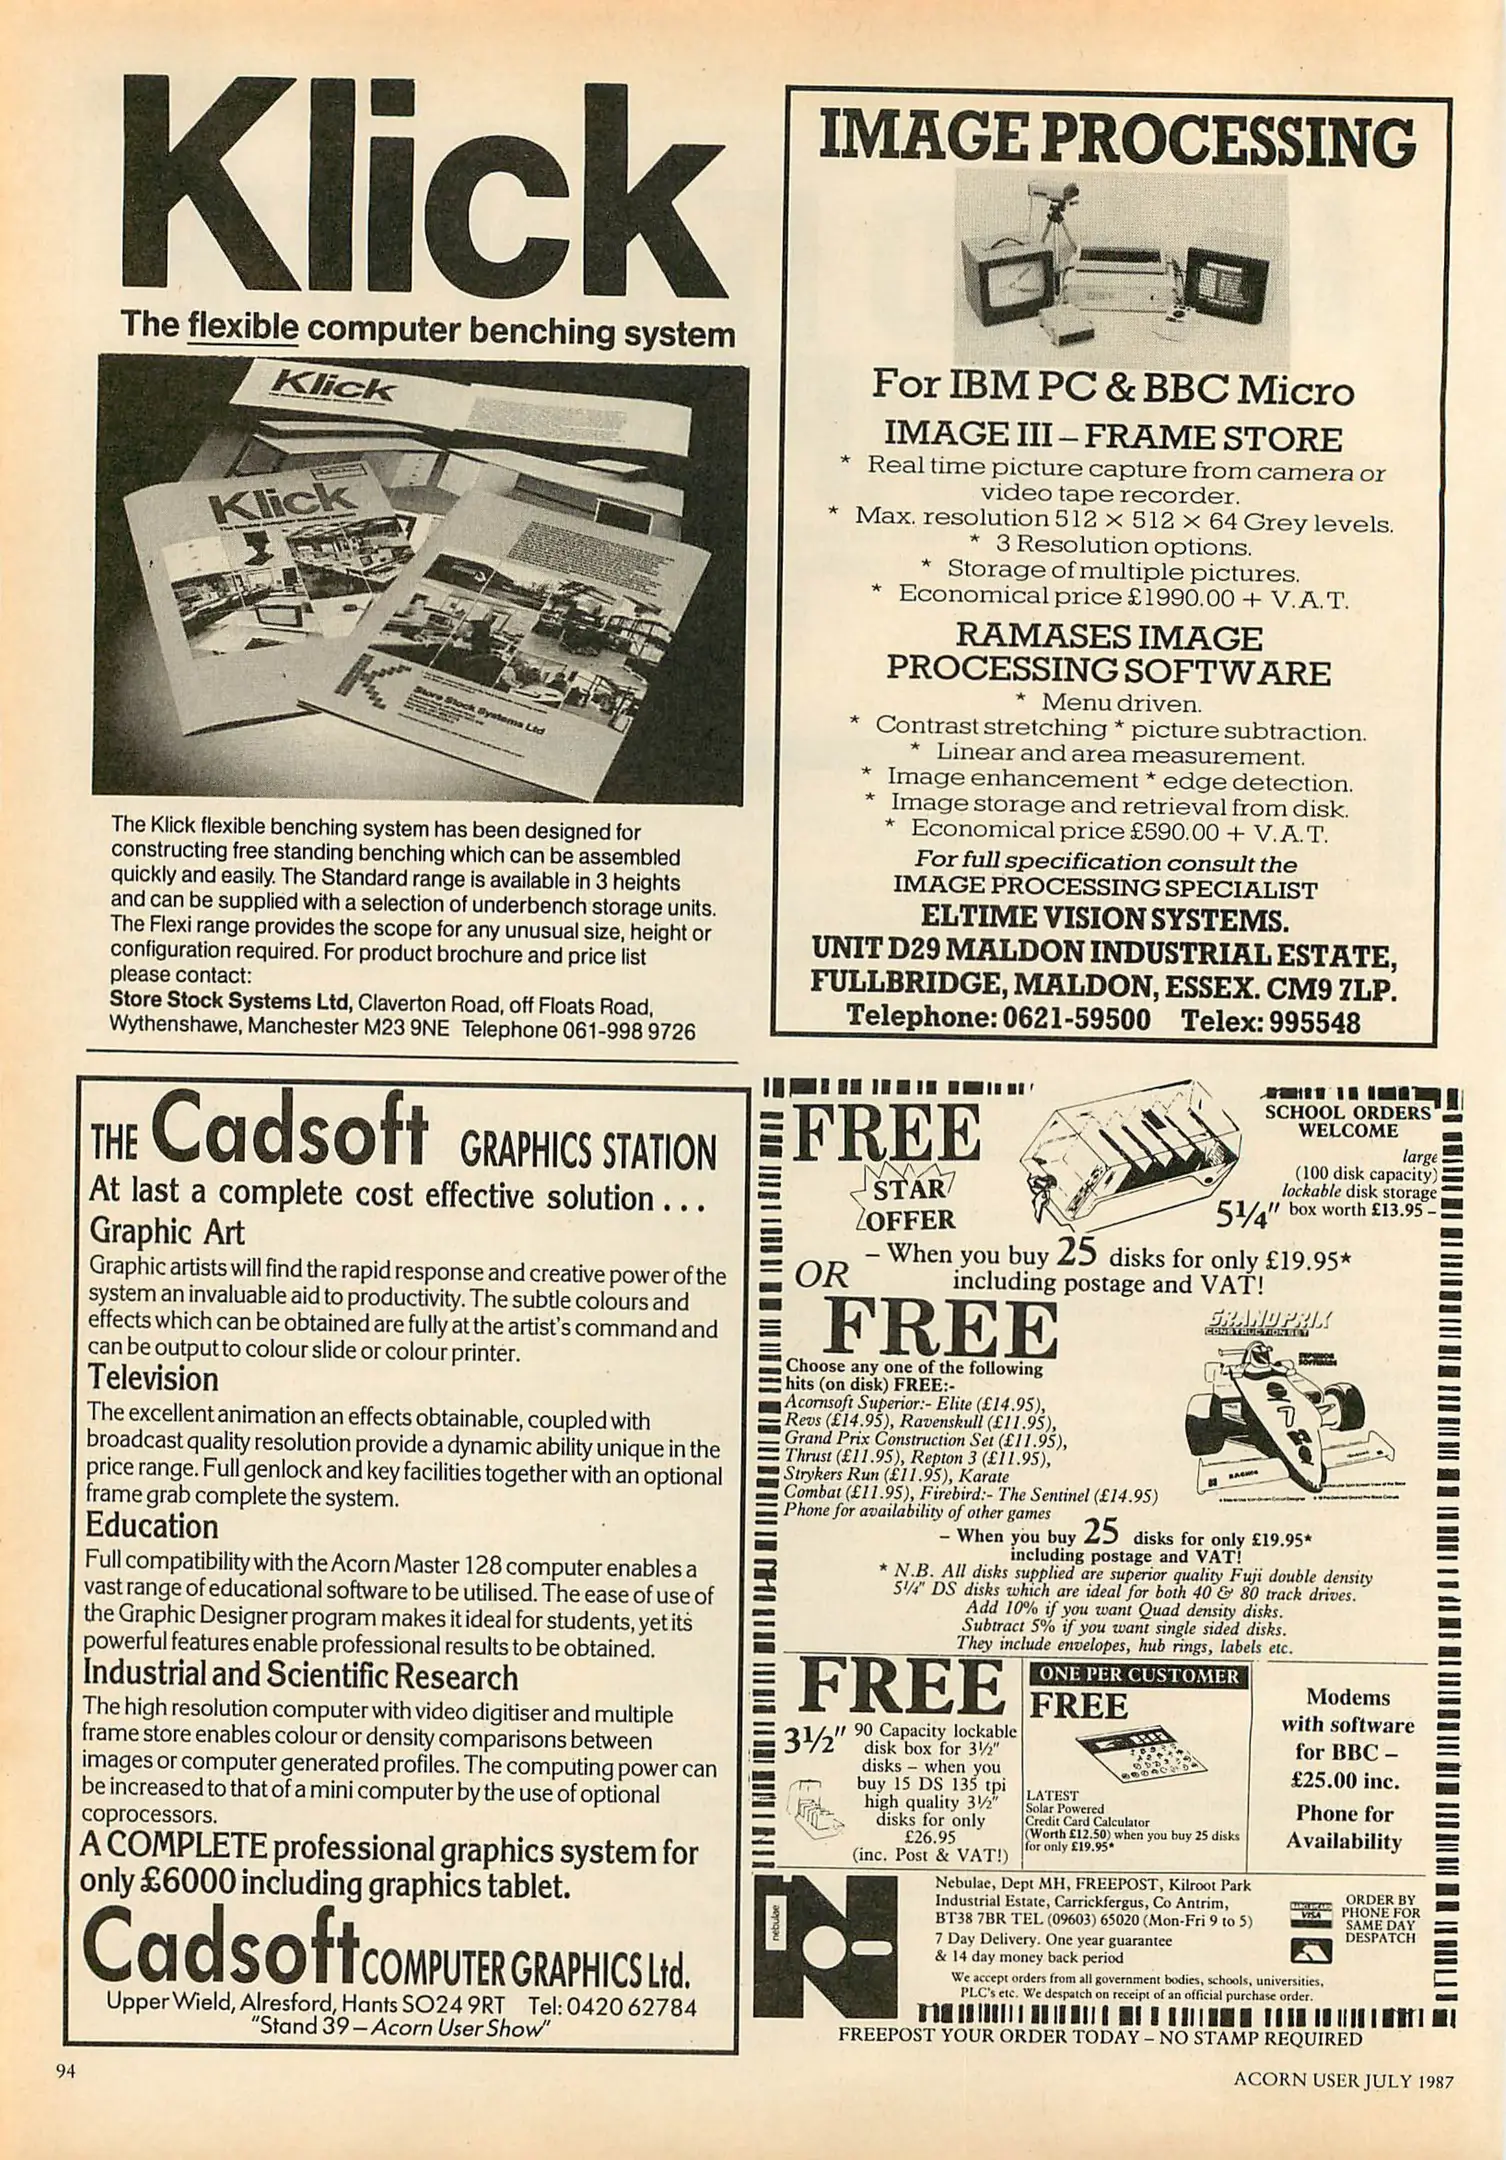 Klick
The flexible computer benching system
Klick
Klick
Store Stock Systems Ltd
The Klick flexible benching system has been designed for
constructing free standing benching which can be assembled
quickly and easily. The Standard range is available in 3 heights
and can be supplied with a selection of underbench storage units.
The Flexi range provides the scope for any unusual size, height or
configuration required. For product brochure and price list
please contact:
Store Stock Systems Ltd, Claverton Road, off Floats Road,
Wythenshawe, Manchester M23 9NE Telephone 061-998 9726
IMAGE PROCESSING
For IBM PC & BBC Micro
IMAGE III – FRAME STORE
* Real time picture capture from camera or
video tape recorder.
* Max. resolution 512 × 512 × 64 Grey levels.
* 3 Resolution options.
* Storage of multiple pictures.
* Economical price £1990.00 + V.A.T.
RAMASES IMAGE
PROCESSING SOFTWARE
* Menu driven.
* Contrast stretching * picture subtraction.
* Linear and area measurement.
* Image enhancement * edge detection.
* Image storage and retrieval from disk.
* Economical price £590.00 + V.A.T.
For full specification consult the
IMAGE PROCESSING SPECIALIST
ELTIME VISION SYSTEMS.
UNIT D29 MALDON INDUSTRIAL ESTATE,
FULLBRIDGE, MALDON, ESSEX. CM9 7LP.
Telephone: 0621-59500 Telex: 995548
THE Cadsoft GRAPHICS STATION
At last a complete cost effective solution . . .
Graphic Art
Graphic artists will find the rapid response and creative power of the
system an invaluable aid to productivity. The subtle colours and
effects which can be obtained are fully at the artist's command and
can be output to colour slide or colour printer.
Television
The excellent animation an effects obtainable, coupled with
broadcast quality resolution provide a dynamic ability unique in the
price range. Full genlock and key facilities together with an optional
frame grab complete the system.
Education
Full compatibility with the Acorn Master 128 computer enables a
vast range of educational software to be utilised. The ease of use of
the Graphic Designer program makes it ideal for students, yet its
powerful features enable professional results to be obtained.
Industrial and Scientific Research
The high resolution computer with video digitiser and multiple
frame store enables colour or density comparisons between
images or computer generated profiles. The computing power can
be increased to that of a mini computer by the use of optional
coprocessors.
A COMPLETE professional graphics system for
only £6000 including graphics tablet.
Cadsoft COMPUTER GRAPHICS Ltd.
Upper Wield, Alresford, Hants SO24 9RT Tel: 0420 62784
"Stand 39 – Acorn User Show"
FREE
STAR
OFFER
SCHOOL ORDERS
WELCOME
large
(100 disk capacity)
lockable disk storage
5¼" box worth £13.95 –
– When you buy 25 disks for only £19.95*
including postage and VAT!
OR
FREE
Choose any one of the following
hits (on disk) FREE:-
Acornsoft Superior:- Elite (£14.95),
Revs (£14.95), Ravenskull (£11.95),
Grand Prix Construction Set (£11.95),
Thrust (£11.95), Repton 3 (£11.95),
Strykers Run (£11.95), Karate
Combat (£11.95), Firebird:- The Sentinel (£14.95)
Phone for availability of other games
GRAND PRIX
CONSTRUCTION SET
SUPERIOR
SOFTWARE
RACING
– When you buy 25 disks for only £19.95*
including postage and VAT!
* N.B. All disks supplied are superior quality Fuji double density
5¼" DS disks which are ideal for both 40 & 80 track drives.
Add 10% if you want Quad density disks.
Subtract 5% if you want single sided disks.
They include envelopes, hub rings, labels etc.
FREE
3½" 90 Capacity lockable
disk box for 3½"
disks – when you
buy 15 DS 135 tpi
high quality 3½"
disks for only
£26.95
(inc. Post & VAT!)
ONE PER CUSTOMER
FREE
LATEST
Solar Powered
Credit Card Calculator
(Worth £12.50) when you buy 25 disks
for only £19.95*
Modems
with software
for BBC –
£25.00 inc.
Phone for
Availability
nebulae
Nebulae, Dept MH, FREEPOST, Kilroot Park
Industrial Estate, Carrickfergus, Co Antrim,
BT38 7BR TEL (09603) 65020 (Mon-Fri 9 to 5)
7 Day Delivery. One year guarantee
& 14 day money back period
We accept orders from all government bodies, schools, universities,
PLC's etc. We despatch on receipt of an official purchase order.
VISA
ORDER BY
PHONE FOR
SAME DAY
DESPATCH
FREEPOST YOUR ORDER TODAY – NO STAMP REQUIRED
94
ACORN USER JULY 1987